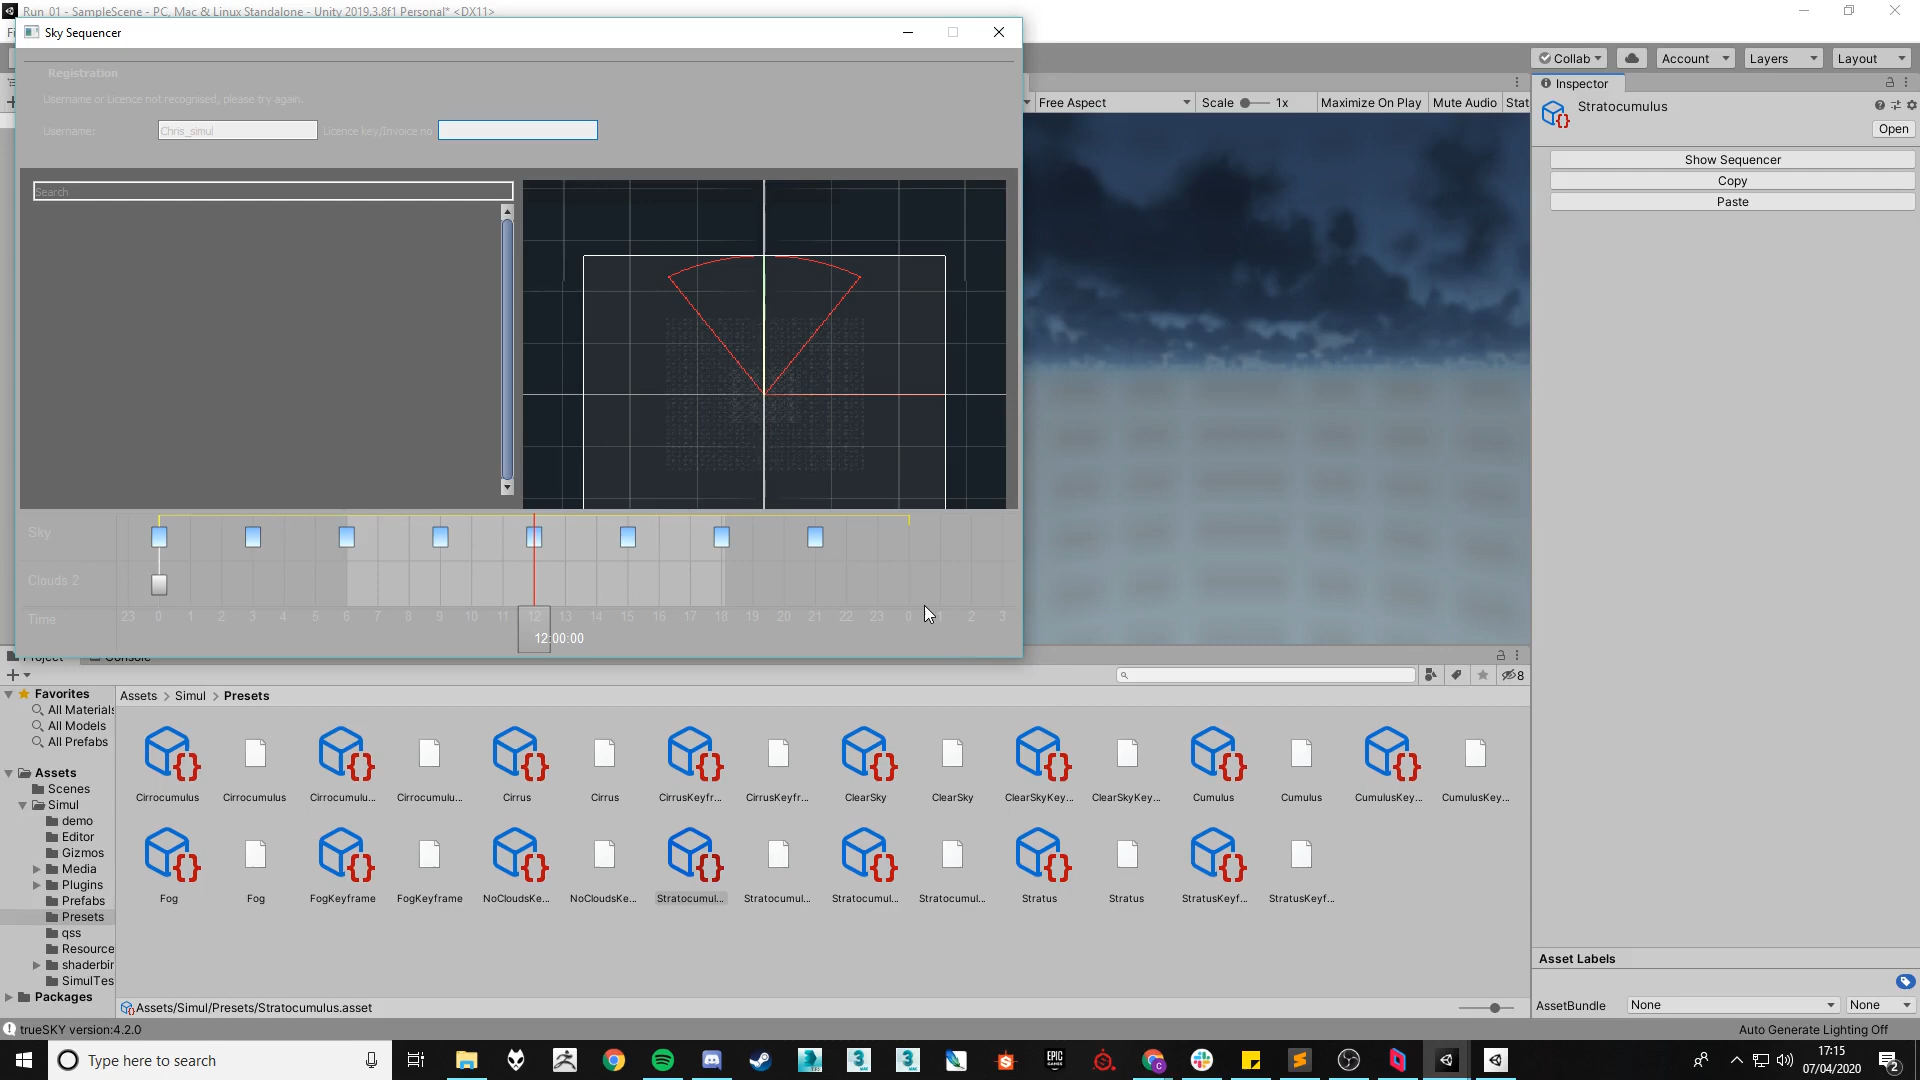 Run_01 - SampleScene - PC, Mac & Linux Standalone - Unity 2019.3.8f1 Personal* <DX11>
Sky Sequencer
Registration
Username or Licence not recognised, please try again.
Username: Chris_simul Licence key/Invoice no
Search
Sky
Clouds 2
Time 23 0 1 2 3 4 5 6 7 8 9 10 11 12 13 14 15 16 17 18 19 20 21 22 23 0 1 2 3
12:00:00
Collab Account Layers Layout
Free Aspect Scale 1x Maximize On Play Mute Audio Stat
Inspector
Stratocumulus
Open
Show Sequencer
Copy
Paste
Project Console
8
Favorites
All Materials
All Models
All Prefabs
Assets
Scenes
Simul
demo
Editor
Gizmos
Media
Plugins
Prefabs
Presets
qss
Resource
shaderbin
SimulTes
Packages
Assets > Simul > Presets
Cirrocumulus Cirrocumulus Cirrocumulu... Cirrocumulu... Cirrus Cirrus CirrusKeyfr... CirrusKeyfr... ClearSky ClearSky ClearSkyKey... ClearSkyKey... Cumulus Cumulus CumulusKey... CumulusKey...
Fog Fog FogKeyframe FogKeyframe NoCloudsKe... NoCloudsKe... Stratocumul... Stratocumul... Stratocumul... Stratocumul... Stratus Stratus StratusKeyf... StratusKeyf...
Assets/Simul/Presets/Stratocumulus.asset
Asset Labels
AssetBundle None None
trueSKY version:4.2.0
Auto Generate Lighting Off
Type here to search
17:15
07/04/2020
2